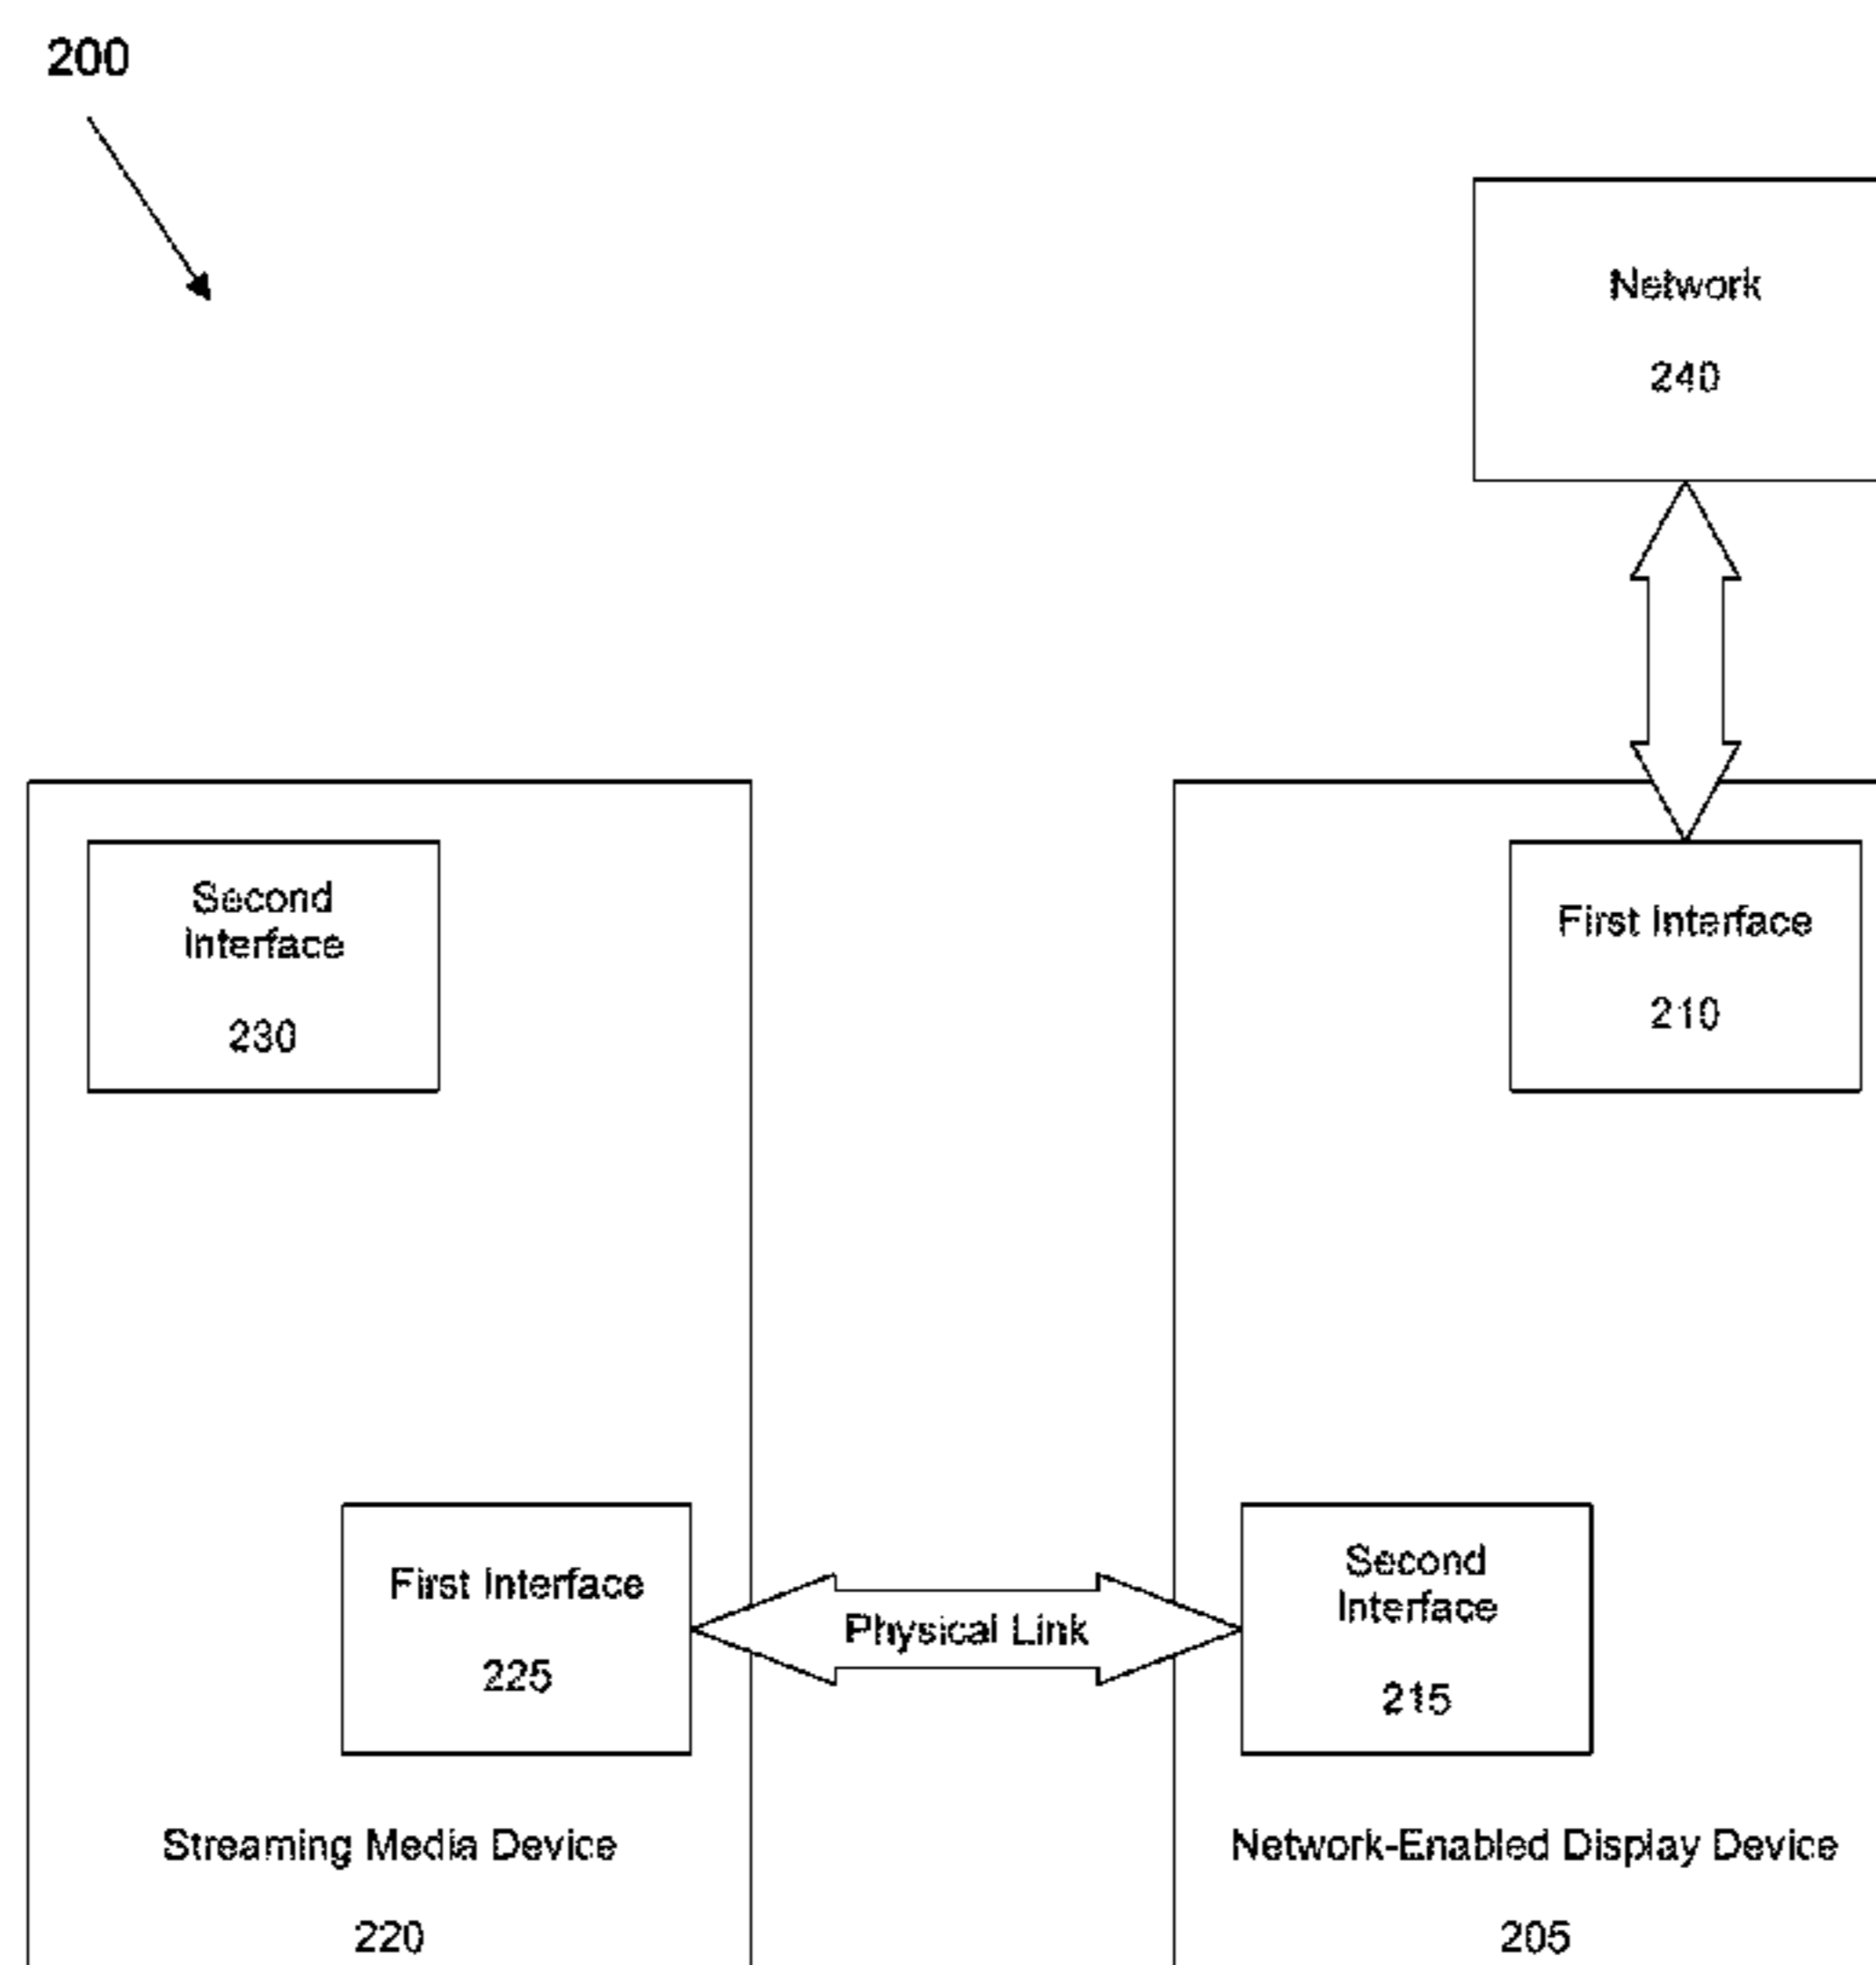 200
Network
240
Second
Interface
230
First Interface
210
First Interface
225
Physical Link
Second
Interface
215
Streaming Media Device
220
Network-Enabled Display Device
205